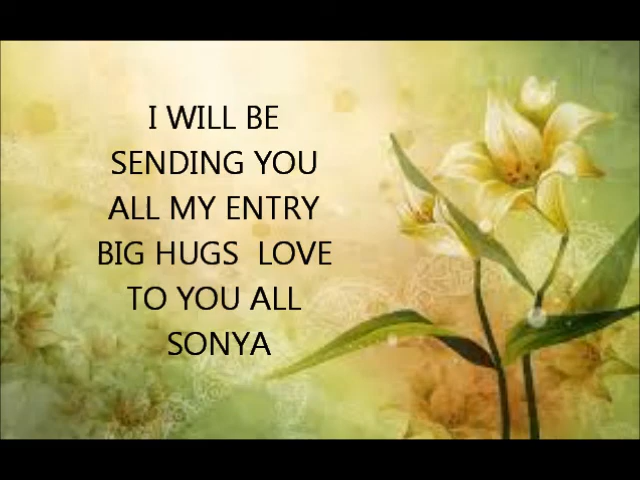 I WILL BE
SENDING YOU
ALL MY ENTRY
BIG HUGS  LOVE
TO YOU ALL
SONYA